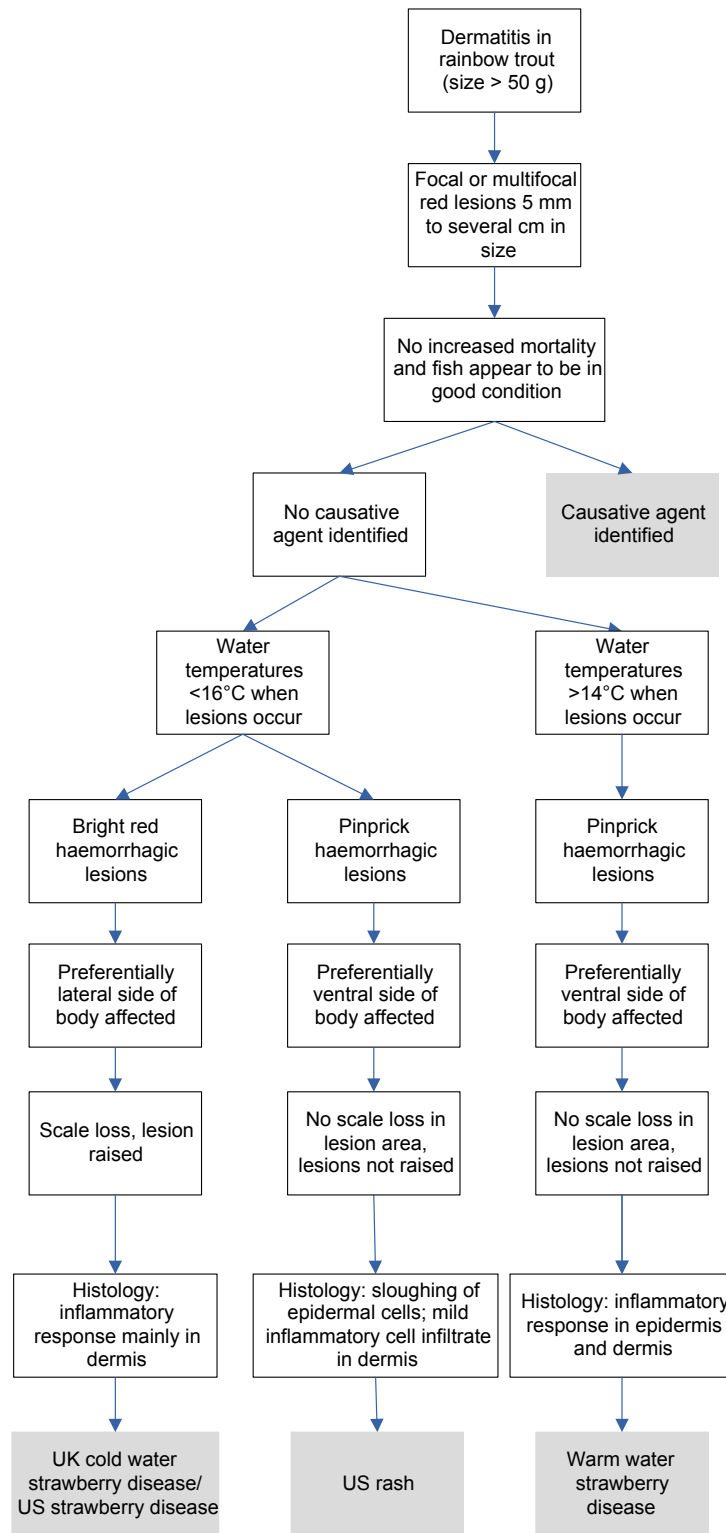 Dermatitis in
rainbow trout
(size > 50 g)
Focal or multifocal
red lesions 5 mm
to several cm in
size
No increased mortality
and fish appear to be in
good condition
No causative
agent identified
Causative agent
identified
Water
temperatures
<16°C when
lesions occur
Water
temperatures
>14°C when
lesions occur
Bright red
haemorrhagic
lesions
Pinprick
haemorrhagic
lesions
Pinprick
haemorrhagic
lesions
Preferentially
lateral side of
body affected
Preferentially
ventral side of
body affected
Preferentially
ventral side of
body affected
Scale loss, lesion
raised
No scale loss in
lesion area,
lesions not raised
No scale loss in
lesion area,
lesions not raised
Histology:
inflammatory
response mainly in
dermis
Histology: sloughing of
epidermal cells; mild
inflammatory cell infiltrate
in dermis
Histology: inflammatory
response in epidermis
and dermis
UK cold water
strawberry disease/
US strawberry disease
US rash
Warm water
strawberry
disease